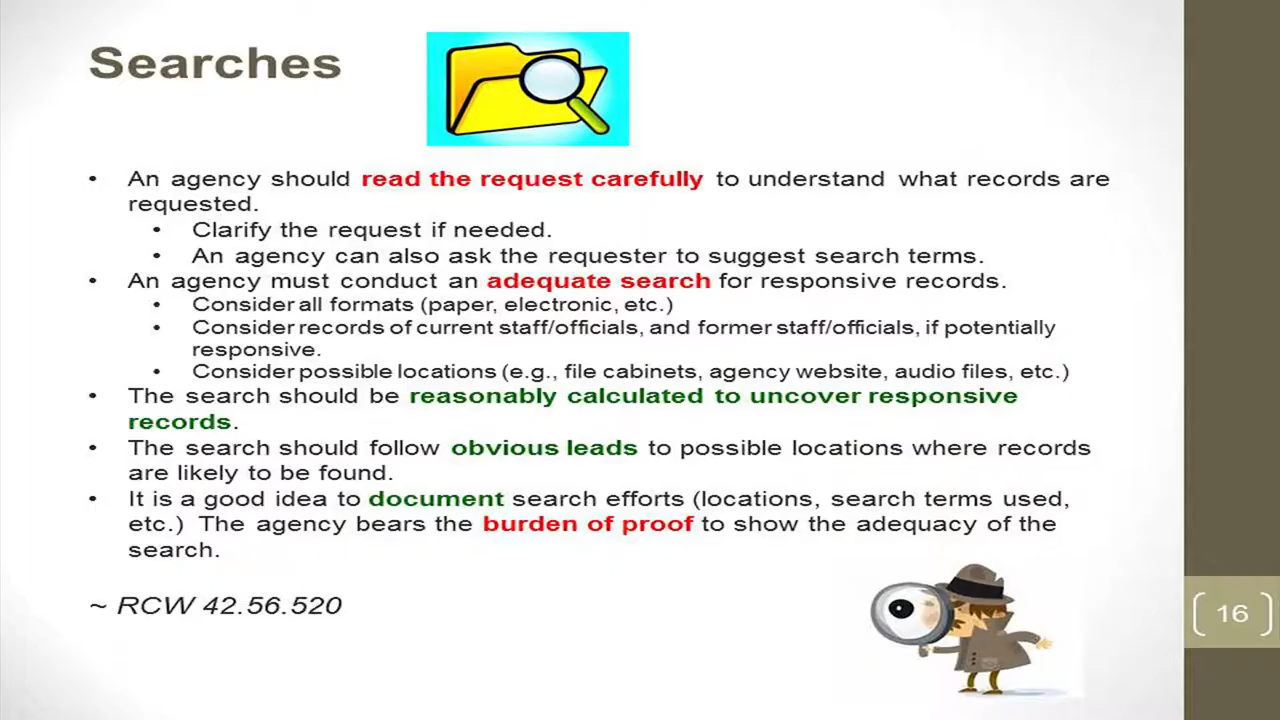 Searches
• An agency should read the request carefully to understand what records are
requested.
• Clarify the request if needed.
• An agency can also ask the requester to suggest search terms.
• An agency must conduct an adequate search for responsive records.
• Consider all formats (paper, electronic, etc.)
• Consider records of current staff/officials, and former staff/officials, if potentially
responsive.
• Consider possible locations (e.g., file cabinets, agency website, audio files, etc.)
• The search should be reasonably calculated to uncover responsive
records.
• The search should follow obvious leads to possible locations where records
are likely to be found.
• It is a good idea to document search efforts (locations, search terms used,
etc.) The agency bears the burden of proof to show the adequacy of the
search.
~ RCW 42.56.520
16